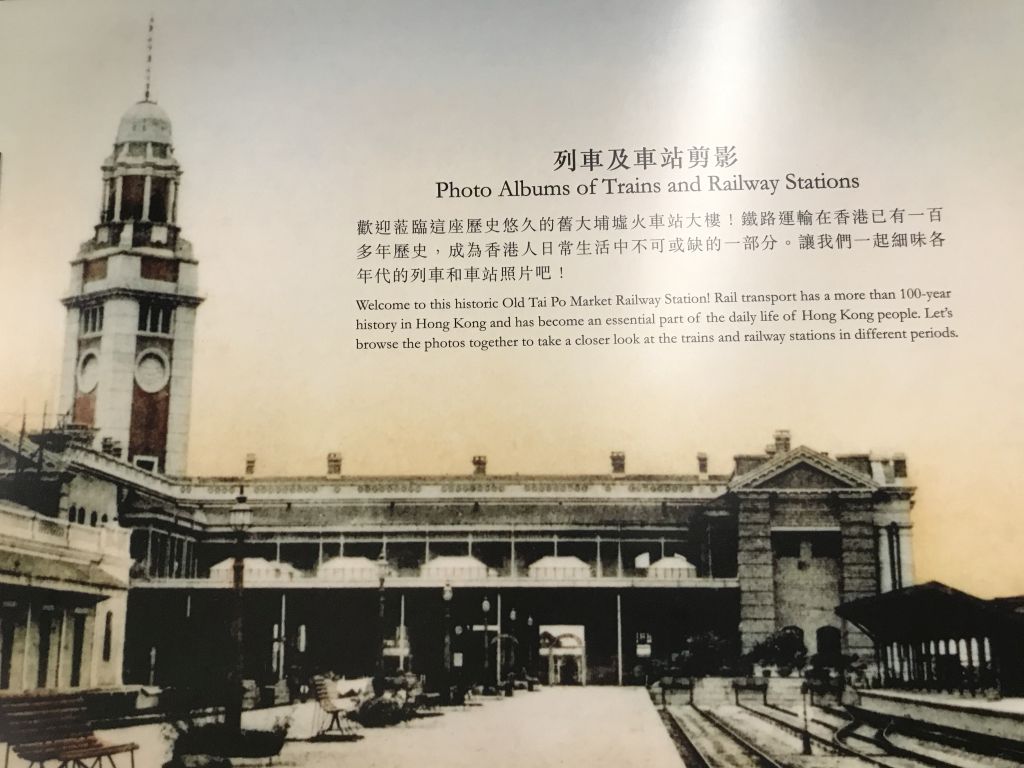 列車及車站剪影
Photo Albums of Trains and Railway Stations
歡迎蒞臨這座歷史悠久的舊大埔墟火車站大樓！鐵路運輸在香港已有一百
多年歷史，成為香港人日常生活中不可或缺的一部分。讓我們一起細味各
年代的列車和車站照片吧！
Welcome to this historic Old Tai Po Market Railway Station! Rail transport has a more than 100-year
history in Hong Kong and has become an essential part of the daily life of Hong Kong people. Let's
browse the photos together to take a closer look at the trains and railway stations in different periods.